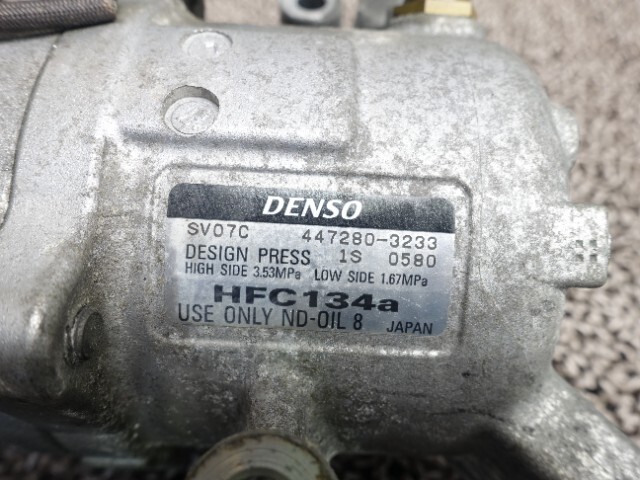 DENSO
SV07C 447280-3233
DESIGN PRESS 1S 0580
HIGH SIDE 3.53MPa LOW SIDE 1.67MPa
HFC134a
USE ONLY ND-OIL 8 JAPAN